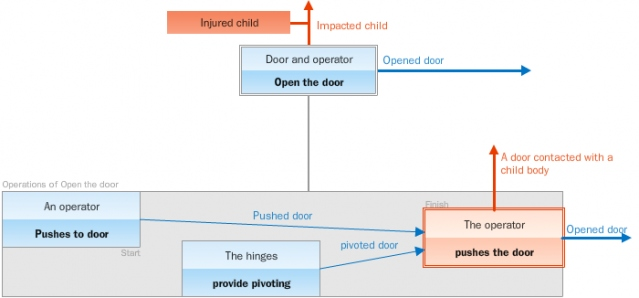 Injured child
Impacted child
Door and operator
Open the door
Opened door
A door contacted with a
child body
Operations of Open the door
An operator
Pushes to door
Start
Pushed door
Finish
The operator
pushes the door
Opened door
The hinges
provide pivoting
pivoted door